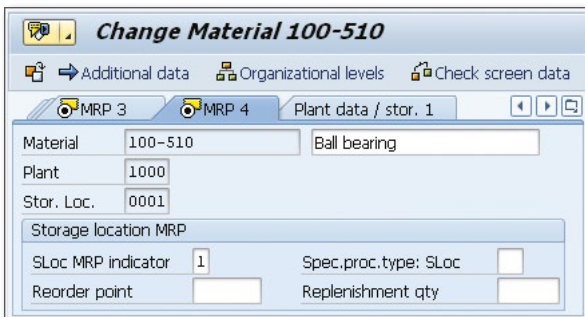 Change Material 100-510
Additional data Organizational levels Check screen data
MRP 3 MRP 4 Plant data / stor. 1
Material 100-510 Ball bearing
Plant 1000
Stor. Loc. 0001
Storage location MRP
SLoc MRP indicator 1 Spec.proc.type: SLoc
Reorder point Replenishment qty